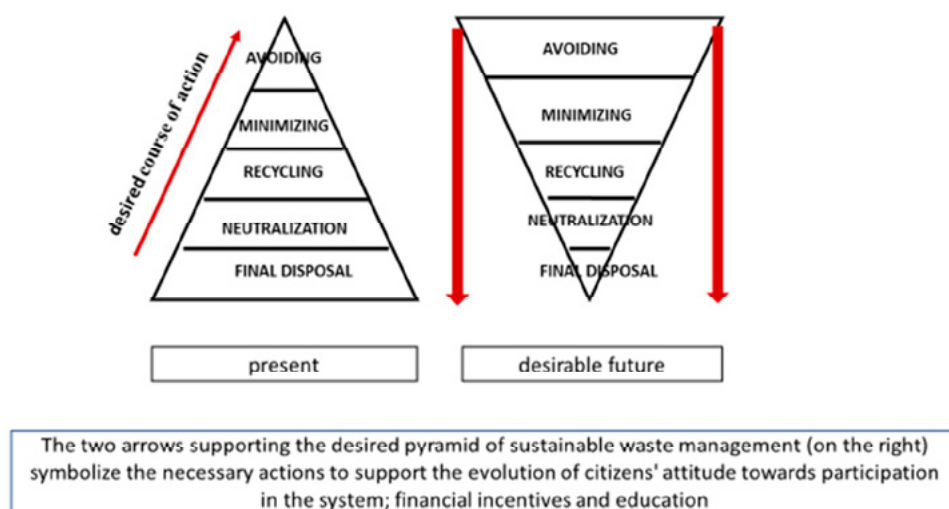 desired course of action
AVOIDING
MINIMIZING
RECYCLING
NEUTRALIZATION
FINAL DISPOSAL
AVOIDING
MINIMIZING
RECYCLING
NEUTRALIZATION
FINAL DISPOSAL
present
desirable future
The two arrows supporting the desired pyramid of sustainable waste management (on the right)
symbolize the necessary actions to support the evolution of citizens' attitude towards participation
in the system; financial incentives and education